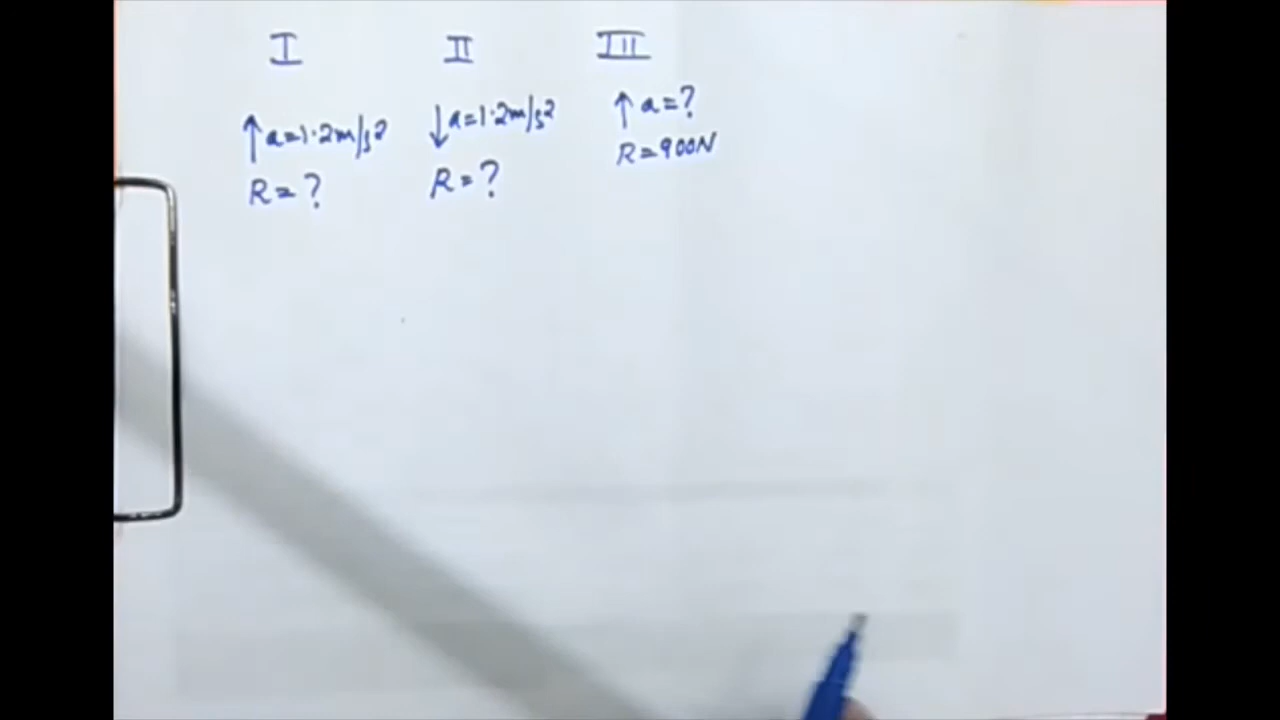 I II III
↑ a=1.2m/s² ↓ a=1.2m/s² ↑ a=?
R=? R=? R=900N